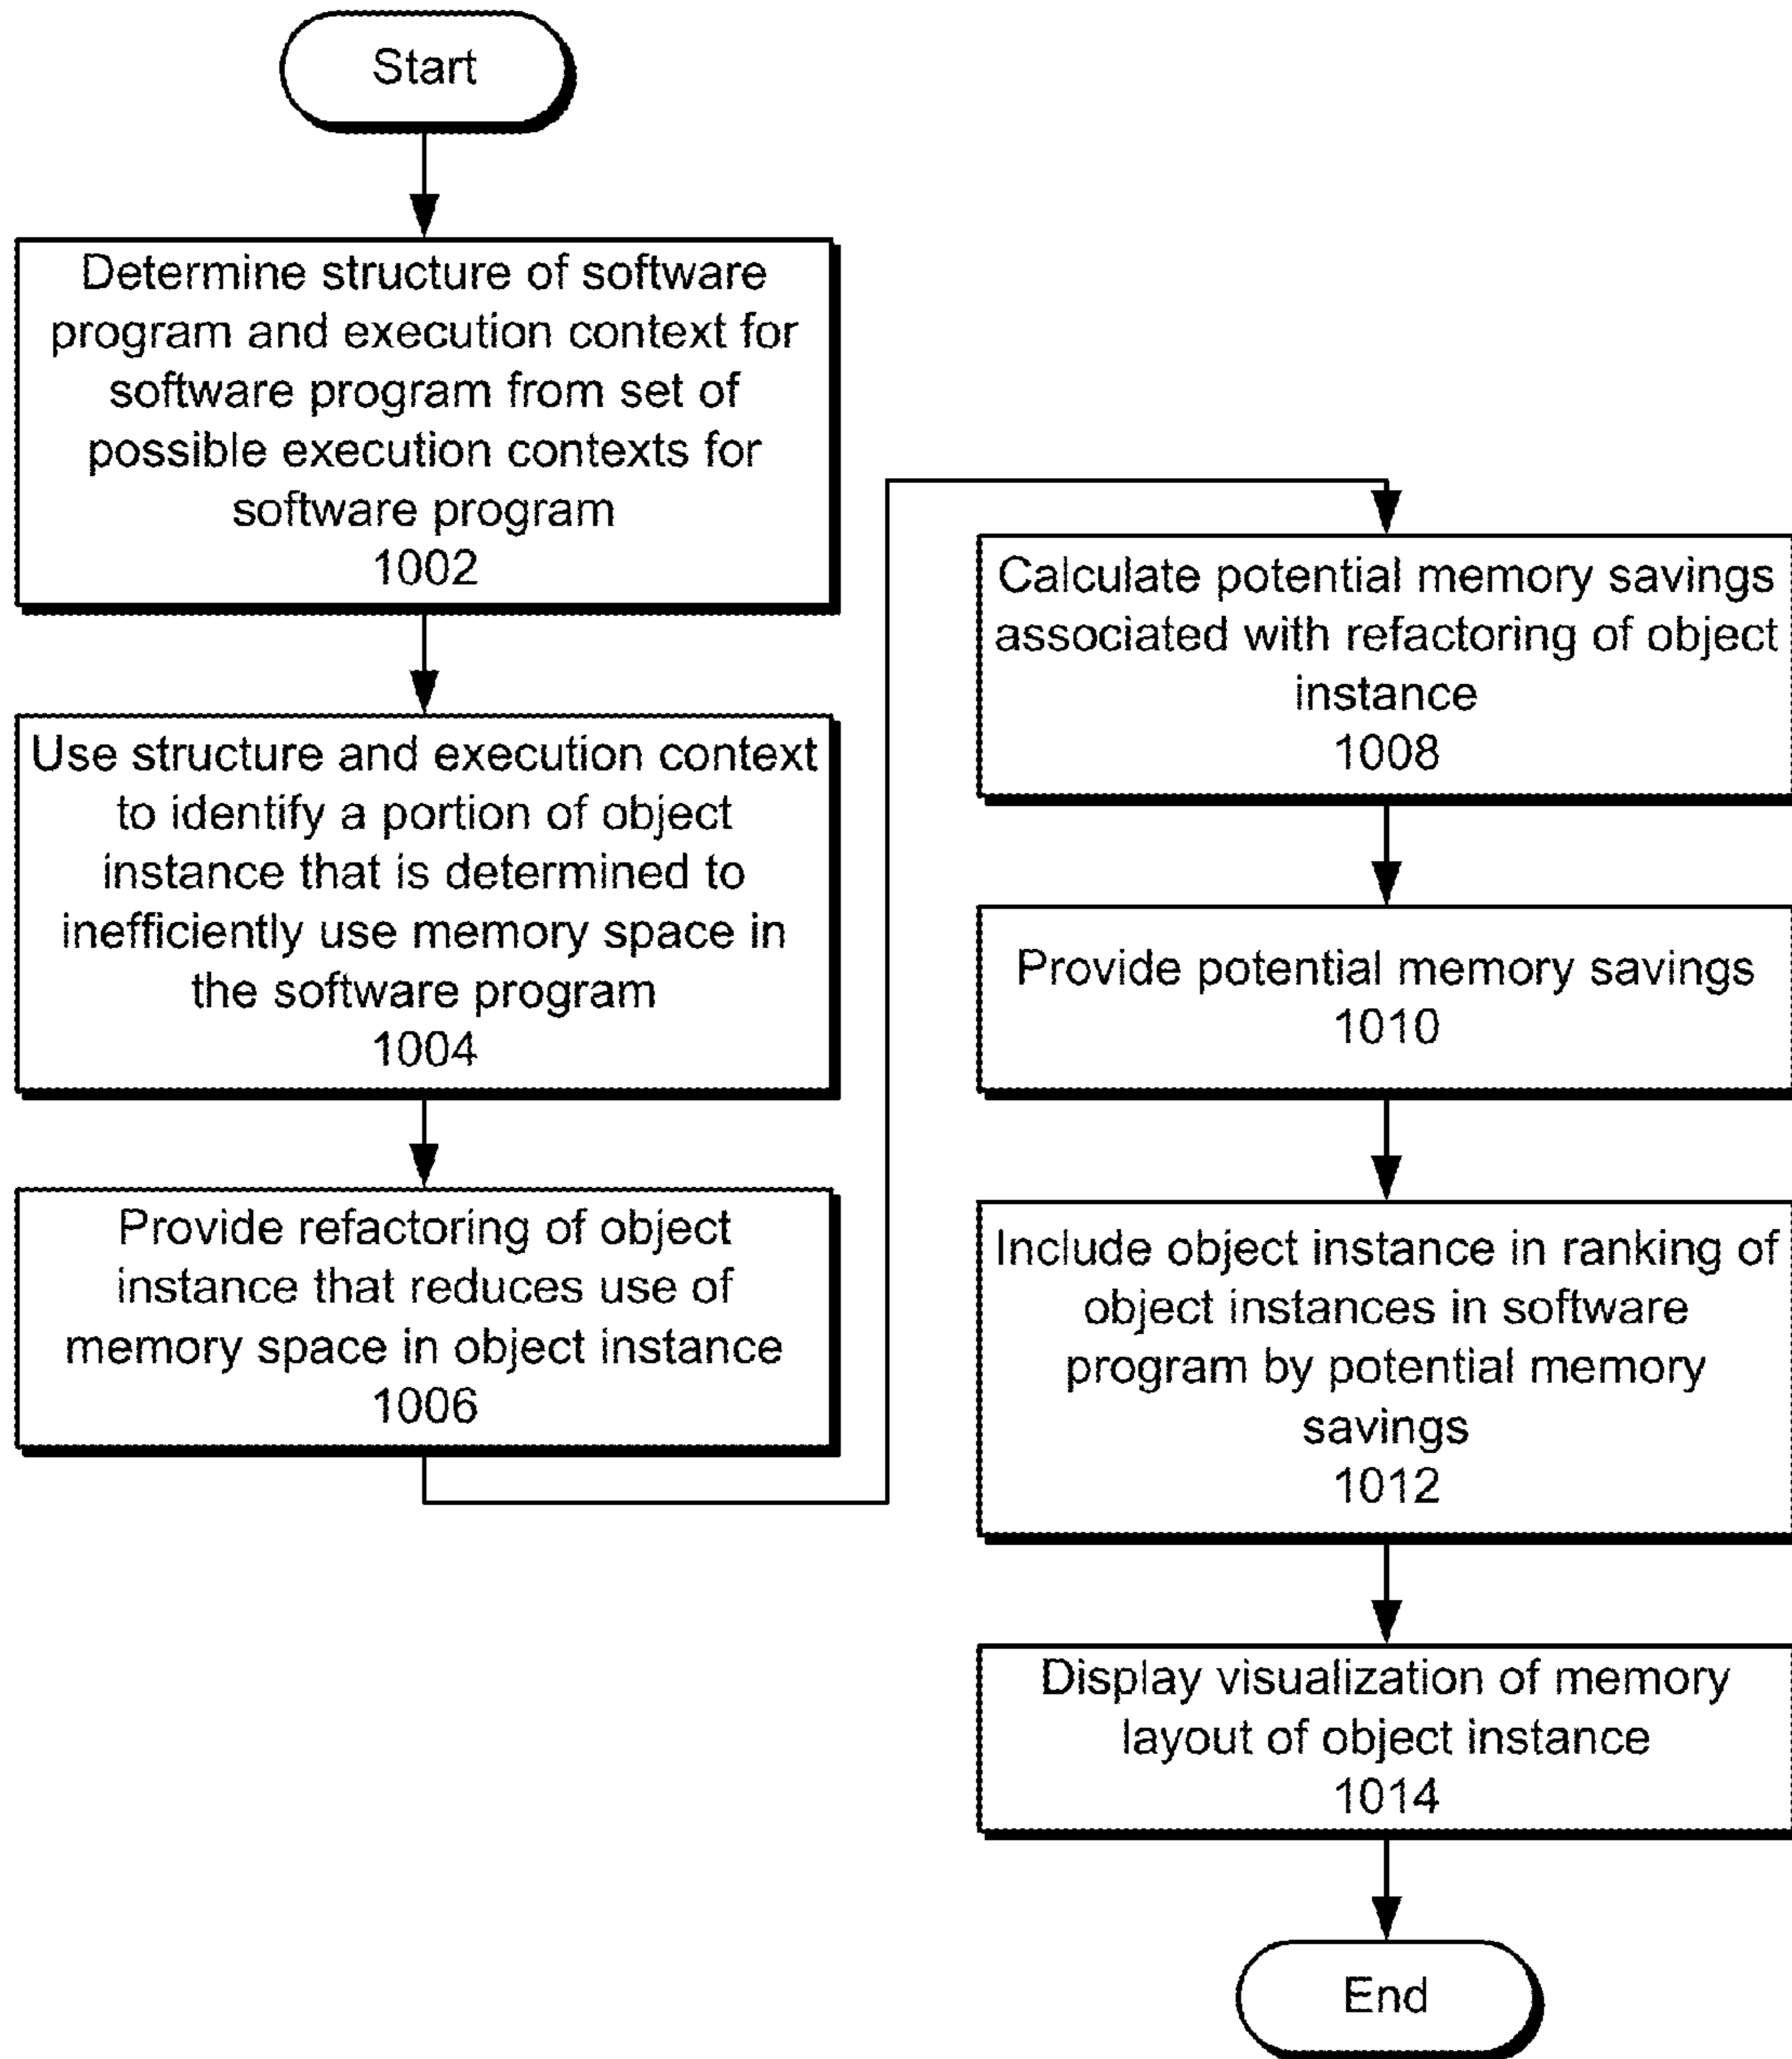 Start
Determine structure of software
program and execution context for
software program from set of
possible execution contexts for
software program
1002
Use structure and execution context
to identify a portion of object
instance that is determined to
inefficiently use memory space in
the software program
1004
Provide refactoring of object
instance that reduces use of
memory space in object instance
1006
Calculate potential memory savings
associated with refactoring of object
instance
1008
Provide potential memory savings
1010
Include object instance in ranking of
object instances in software
program by potential memory
savings
1012
Display visualization of memory
layout of object instance
1014
End